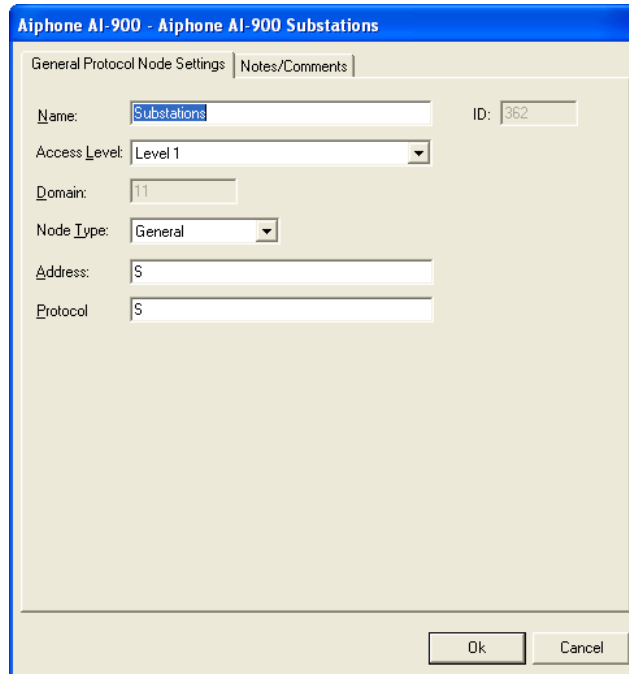 Aiphone AI-900 - Aiphone AI-900 Substations
General Protocol Node Settings Notes/Comments
Name: Substations ID: 362
Access Level: Level 1
Domain: 11
Node Type: General
Address: S
Protocol S
Ok Cancel